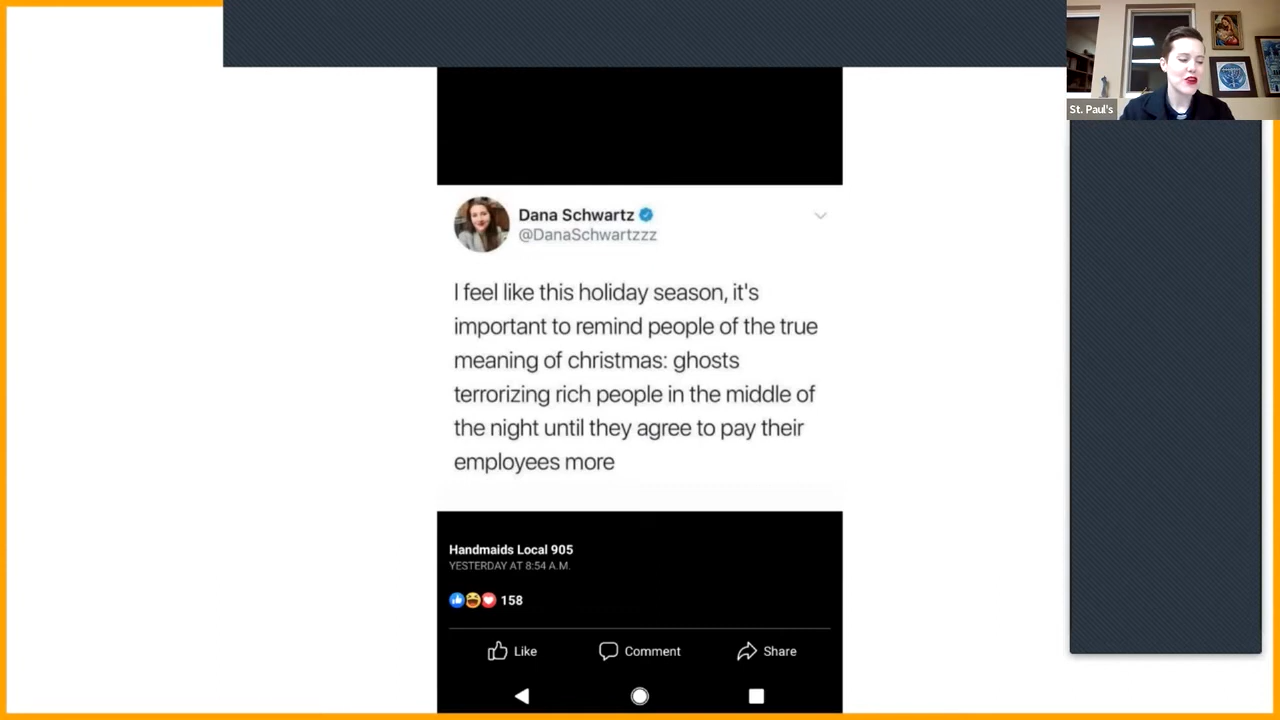 St. Paul's
Dana Schwartz
@DanaSchwartzzz
I feel like this holiday season, it's
important to remind people of the true
meaning of christmas: ghosts
terrorizing rich people in the middle of
the night until they agree to pay their
employees more
Handmaids Local 905
YESTERDAY AT 8:54 A.M.
158
Like Comment Share